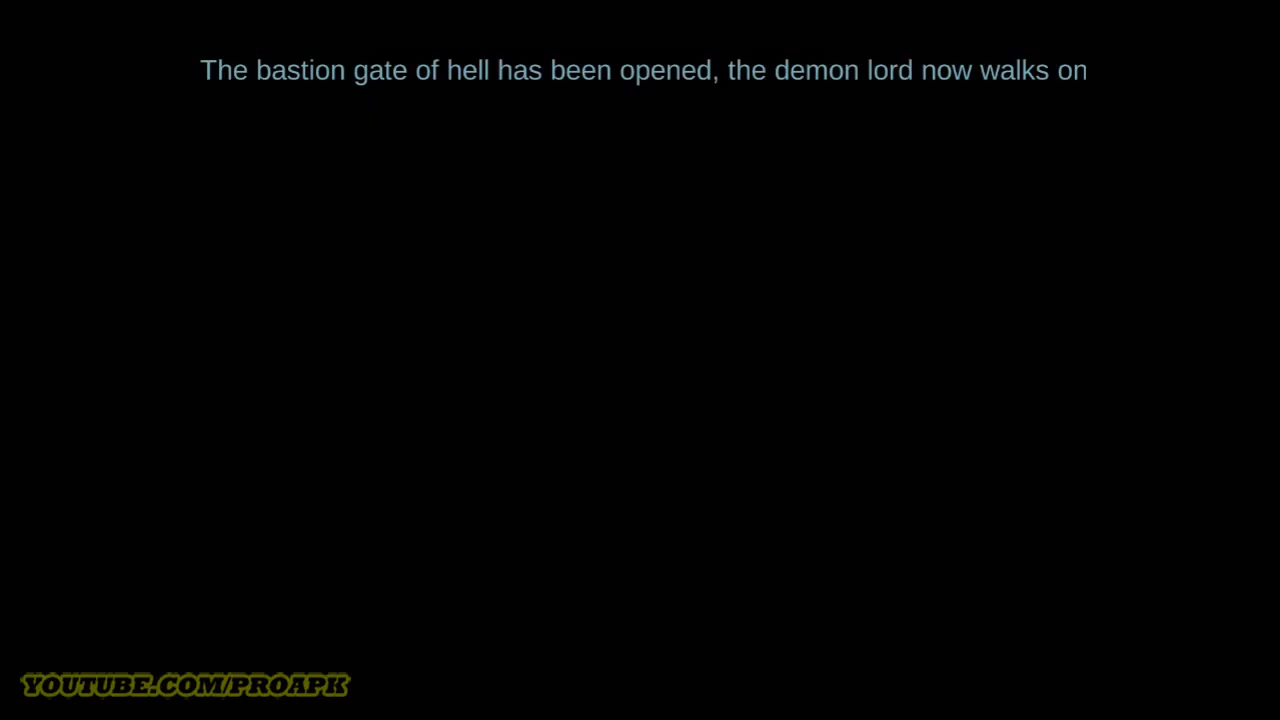 The bastion gate of hell has been opened, the demon lord now walks on
YOUTUBE.COM/PROAPK